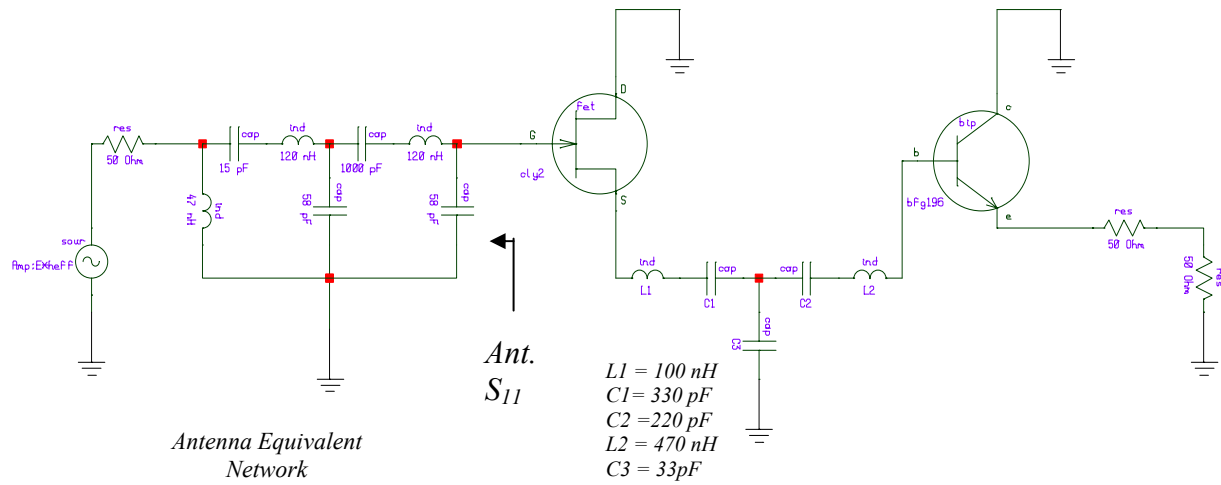 res
50 Ohm
cap
15 pF
ind
120 nH
cap
1000 pF
ind
120 nH
ind
47 nH
cap
58 pF
cap
58 pF
sour
Amp:E*heff
G
D
fet
cly2
S
ind
L1
cap
C1
cap
C2
ind
L2
cap
C3
b
bip
c
bfg196
e
res
50 Ohm
res
50 Ohm
Ant.
S11
L1 = 100 nH
C1= 330 pF
C2 =220 pF
L2 = 470 nH
C3 = 33pF
Antenna Equivalent
Network